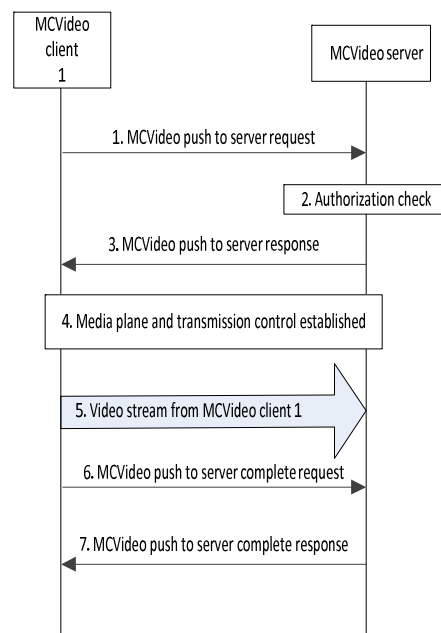 MCVideo
client
1
MCVideo server
1. MCVideo push to server request
2. Authorization check
3. MCVideo push to server response
4. Media plane and transmission control established
5. Video stream from MCVideo client 1
6. MCVideo push to server complete request
7. MCVideo push to server complete response